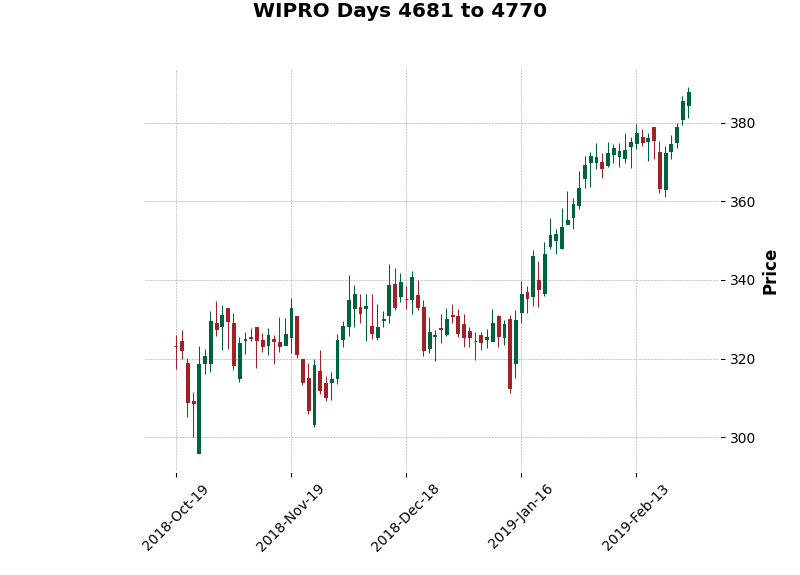 WIPRO Days 4681 to 4770
380
360
340
320
300
Price
2018-Oct-19
2018-Nov-19
2018-Dec-18
2019-Jan-16
2019-Feb-13